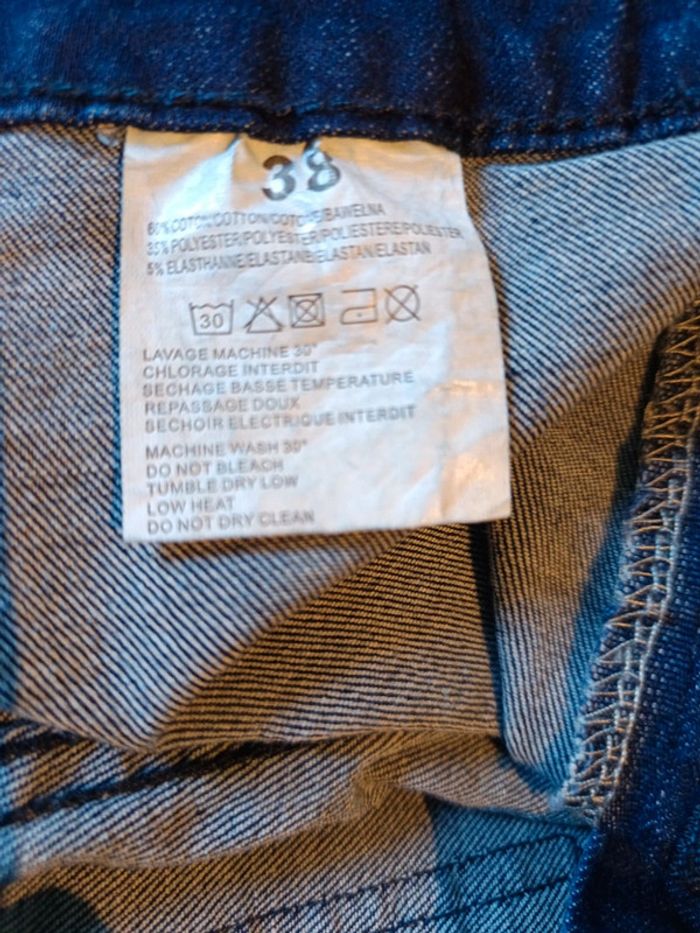 38
60%COTON/COTTON/COTONE/BAWEŁNA
35%POLYESTER/POLYESTER/POLIESTERE/POLIESTER
5% ELASTHANNE/ELASTANE/ELASTAN/ELASTAN
30
LAVAGE MACHINE 30°
CHLORAGE INTERDIT
SECHAGE BASSE TEMPERATURE
REPASSAGE DOUX
SECHOIR ELECTRIQUE INTERDIT
MACHINE WASH 30°
DO NOT BLEACH
TUMBLE DRY LOW
LOW HEAT
DO NOT DRY CLEAN